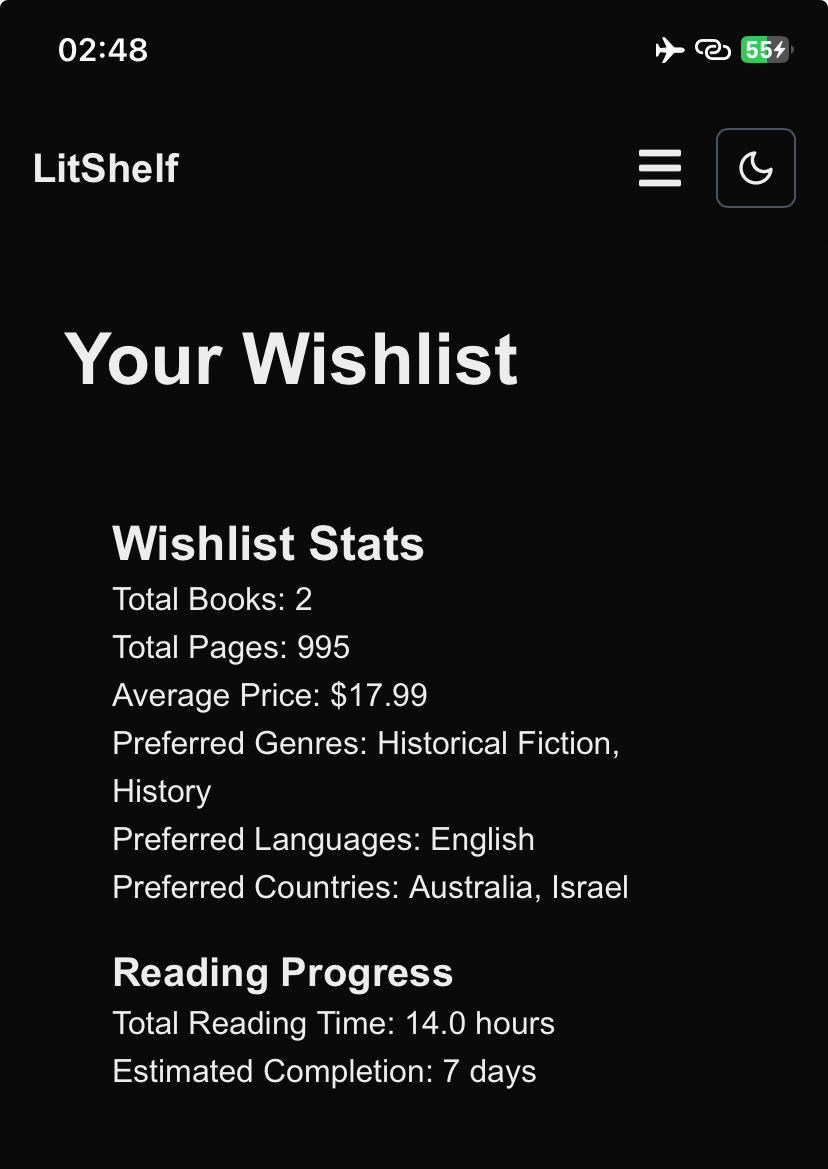 02:48
55
LitShelf
Your Wishlist
Wishlist Stats
Total Books: 2
Total Pages: 995
Average Price: $17.99
Preferred Genres: Historical Fiction,
History
Preferred Languages: English
Preferred Countries: Australia, Israel
Reading Progress
Total Reading Time: 14.0 hours
Estimated Completion: 7 days